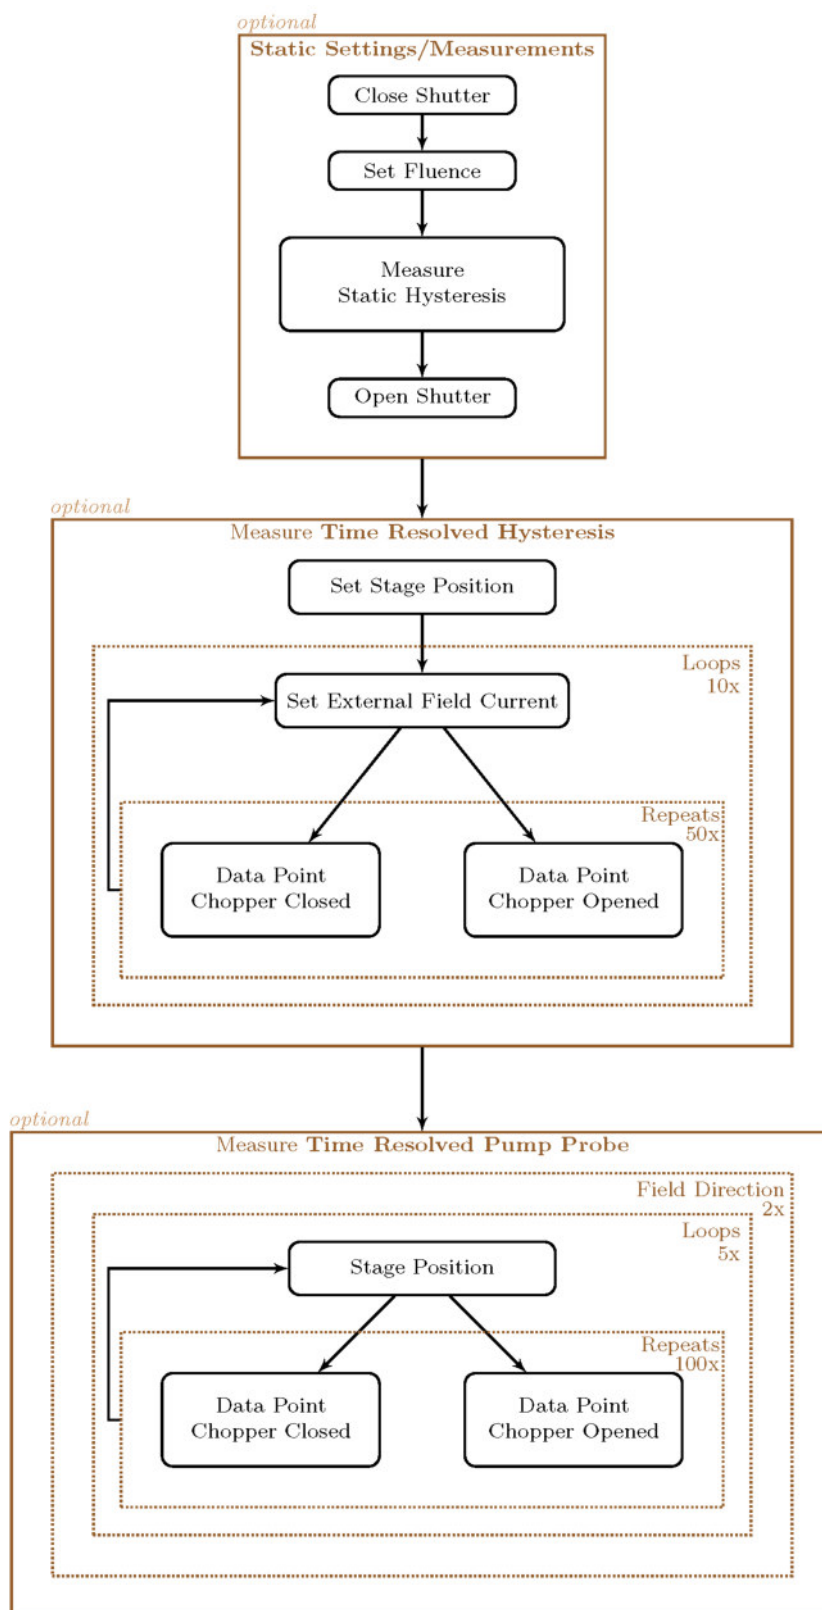 optional
Static Settings/Measurements
Close Shutter
Set Fluence
Measure
Static Hysteresis
Open Shutter
optional
Measure Time Resolved Hysteresis
Set Stage Position
Loops
10x
Set External Field Current
Repeats
50x
Data Point
Chopper Closed
Data Point
Chopper Opened
optional
Measure Time Resolved Pump Probe
Field Direction
2x
Loops
5x
Stage Position
Repeats
100x
Data Point
Chopper Closed
Data Point
Chopper Opened